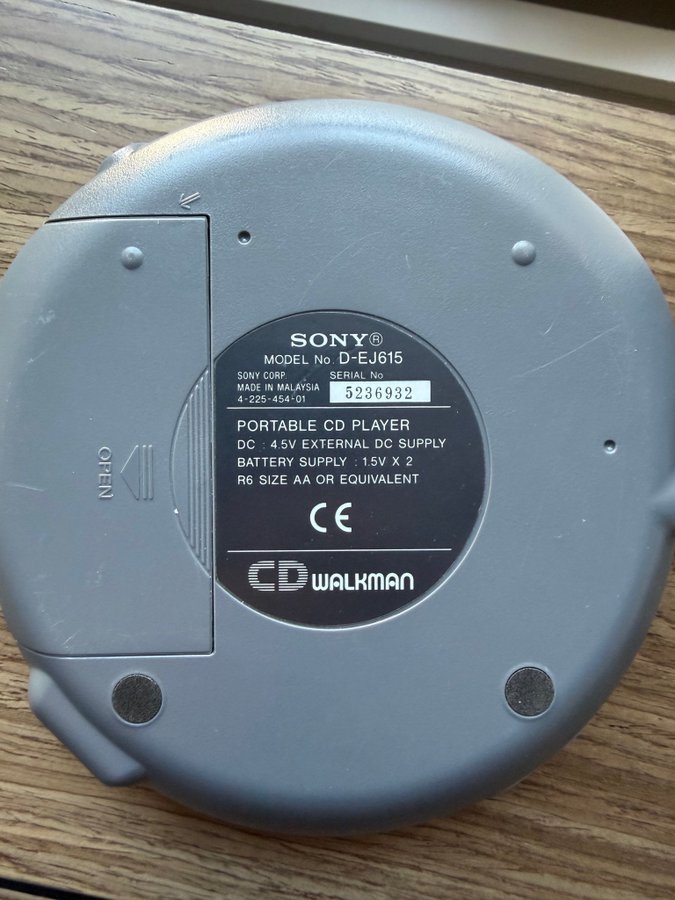 SONY®
MODEL No. D-EJ615
SONY CORP.
MADE IN MALAYSIA
4-225-454-01
SERIAL No
5236932
PORTABLE CD PLAYER
DC : 4.5V EXTERNAL DC SUPPLY
BATTERY SUPPLY : 1.5V X 2
R6 SIZE AA OR EQUIVALENT
CE
CD WALKMAN
OPEN